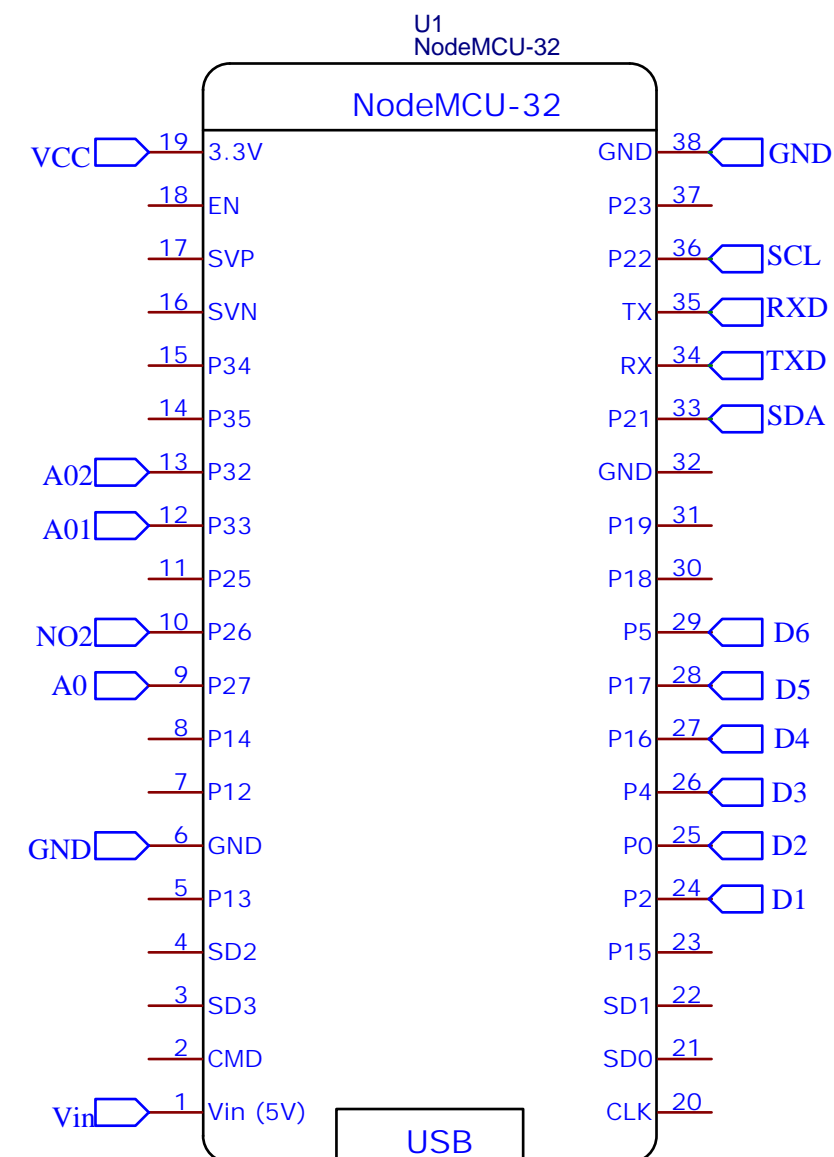 U1
NodeMCU-32
NodeMCU-32
VCC 19 3.3V GND 38 GND
18 EN P23 37
17 SVP P22 36 SCL
16 SVN TX 35 RXD
15 P34 RX 34 TXD
14 P35 P21 33 SDA
A02 13 P32 GND 32
A01 12 P33 P19 31
11 P25 P18 30
NO2 10 P26 P5 29 D6
A0 9 P27 P17 28 D5
8 P14 P16 27 D4
7 P12 P4 26 D3
GND 6 GND P0 25 D2
5 P13 P2 24 D1
4 SD2 P15 23
3 SD3 SD1 22
2 CMD SD0 21
Vin 1 Vin (5V) CLK 20
USB